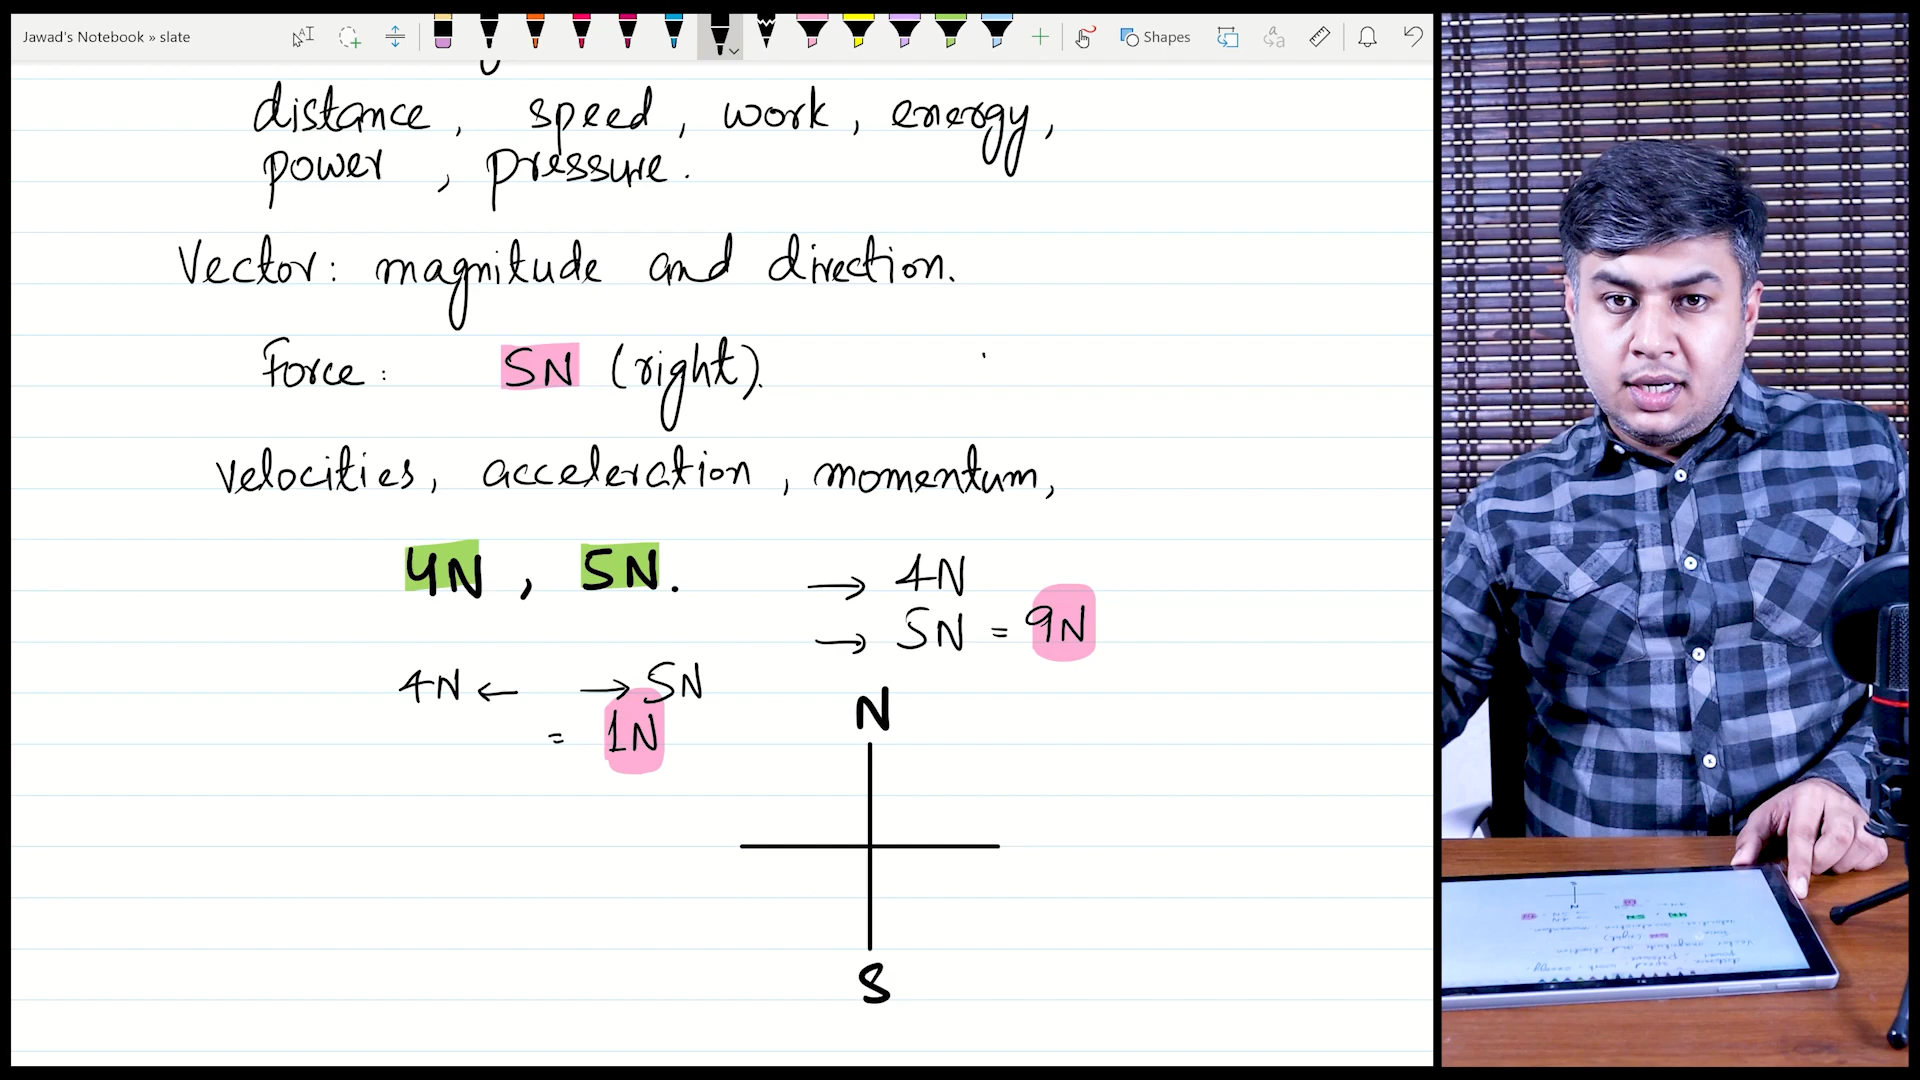 Jawad's Notebook » slate
Shapes
distance, speed, work, energy,
power, pressure.
Vector: magnitude and direction.
Force: 5N (right).
velocities, acceleration, momentum,
4N, 5N.
→ 4N
→ 5N = 9N
4N ← → 5N
= 1N
N
S